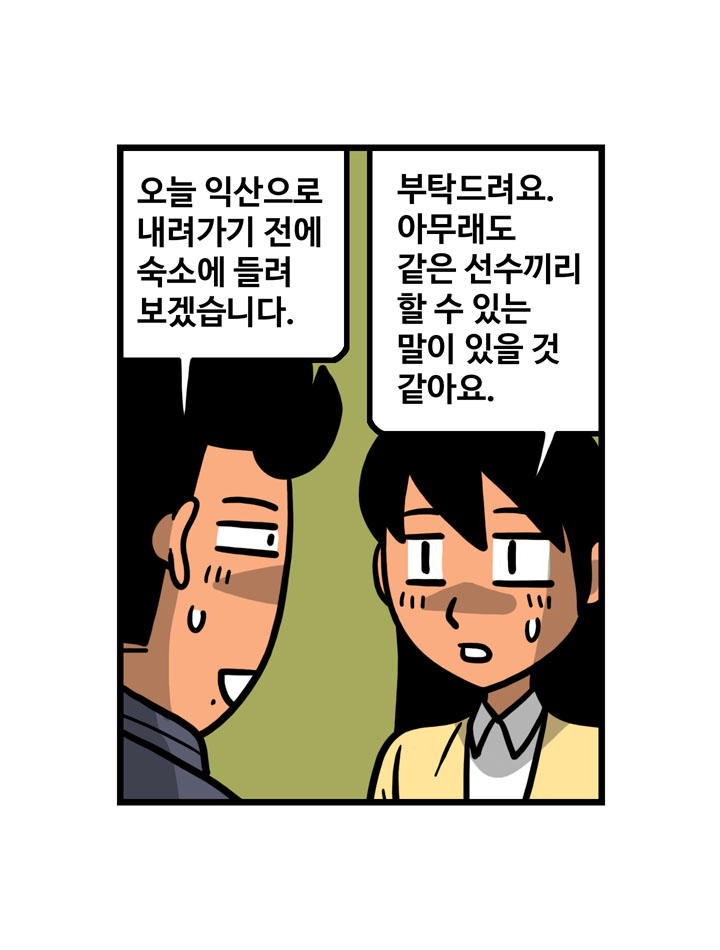 오늘 익산으로
내려가기 전에
숙소에 들려
보겠습니다.
부탁드려요.
아무래도
같은 선수끼리
할 수 있는
말이 있을 것
같아요.